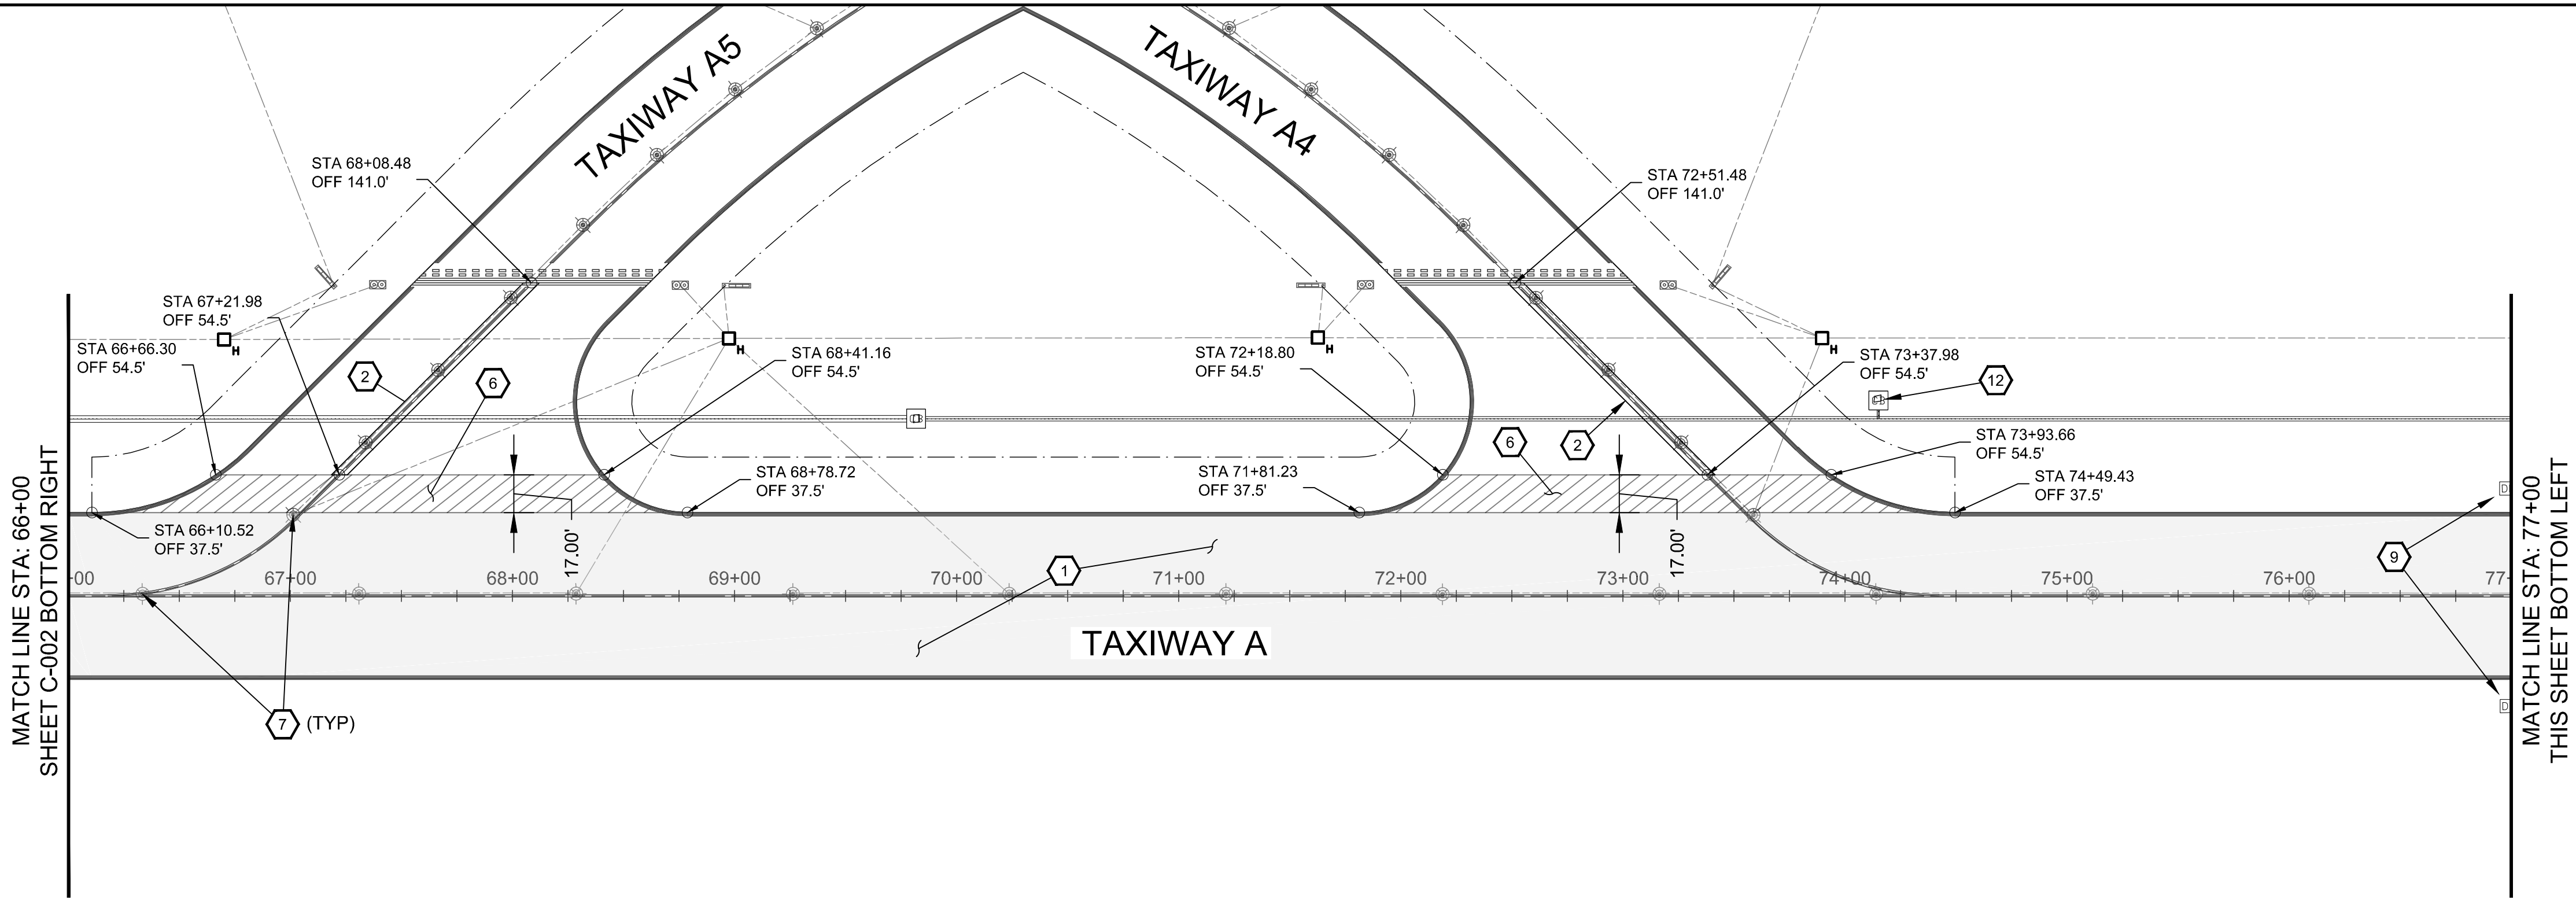 TAXIWAY A5
TAXIWAY A4
STA 68+08.48
OFF 141.0'
STA 72+51.48
OFF 141.0'
STA 67+21.98
OFF 54.5'
STA 66+66.30
OFF 54.5'
H
H
H
H
STA 68+41.16
OFF 54.5'
STA 72+18.80
OFF 54.5'
STA 73+37.98
OFF 54.5'
2
6
12
6
2
STA 73+93.66
OFF 54.5'
STA 68+78.72
OFF 37.5'
STA 71+81.23
OFF 37.5'
STA 74+49.43
OFF 37.5'
STA 66+10.52
OFF 37.5'
17.00'
17.00'
D
1
9
+00
67+00
68+00
69+00
70+00
71+00
72+00
73+00
74+00
75+00
76+00
77+
TAXIWAY A
D
7
(TYP)
MATCH LINE STA: 66+00
SHEET C-002 BOTTOM RIGHT
MATCH LINE STA: 77+00
THIS SHEET BOTTOM LEFT